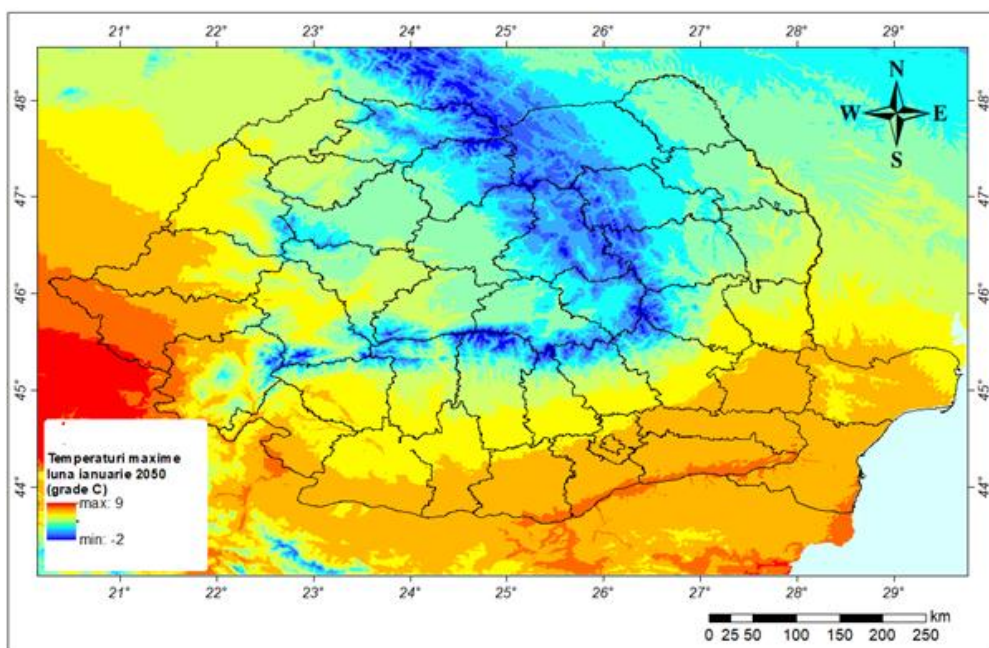 21° 22° 23° 24° 25° 26° 27° 28° 29°
48° 48°
N
W E
S
47° 47°
46° 46°
45° 45°
44° 44°
Temperaturi maxime
luna ianuarie 2050
(grade C)
max: 9
min: -2
21° 22° 23° 24° 25° 26° 27° 28° 29°
km
0 25 50 100 150 200 250